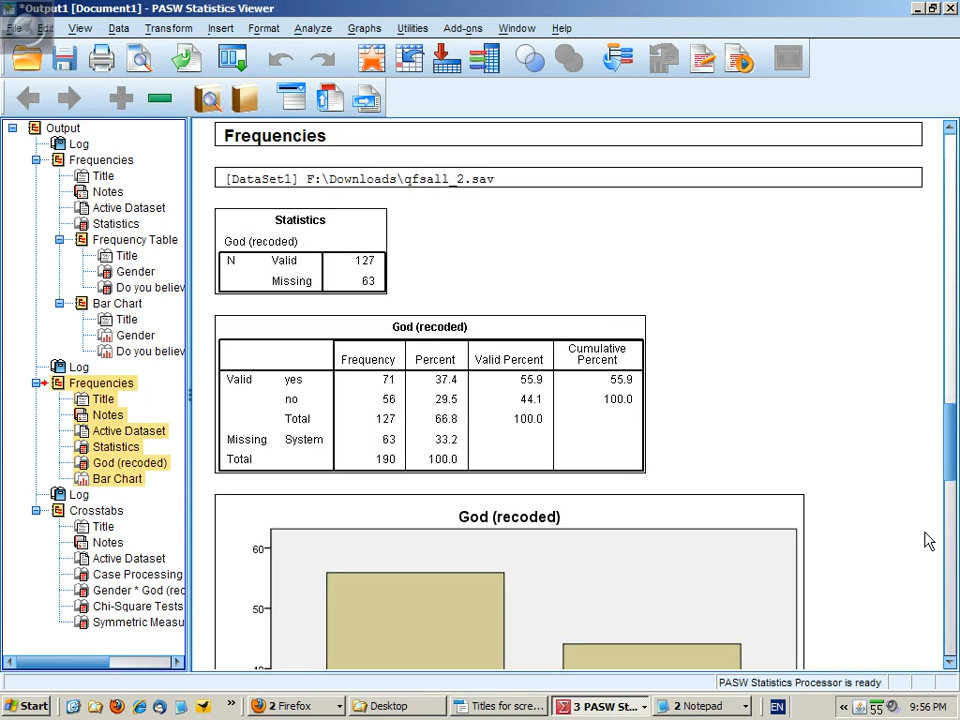 *Output1 [Document1] - PASW Statistics Viewer
View Data Transform Insert Format Analyze Graphs Utilities Add-ons Window Help
Output
Log
Frequencies
Title
Notes
Active Dataset
Statistics
Frequency Table
Title
Gender
Do you believ
Bar Chart
Title
Gender
Do you believ
Log
Frequencies
Title
Notes
Active Dataset
Statistics
God (recoded)
Bar Chart
Log
Crosstabs
Title
Notes
Active Dataset
Case Processing
Gender * God (rec
Chi-Square Tests
Symmetric Measu
Frequencies
[DataSet1] F:\Downloads\qfsall_2.sav
Statistics
God (recoded)
N Valid 127
Missing 63
God (recoded)
Frequency Percent Valid Percent Cumulative Percent
Valid yes 71 37.4 55.9 55.9
no 56 29.5 44.1 100.0
Total 127 66.8 100.0
Missing System 63 33.2
Total 190 100.0
God (recoded)
60
50
40
PASW Statistics Processor is ready
Start 2 Firefox Desktop Titles for scre... 3 PASW St... 2 Notepad EN 55 9:56 PM